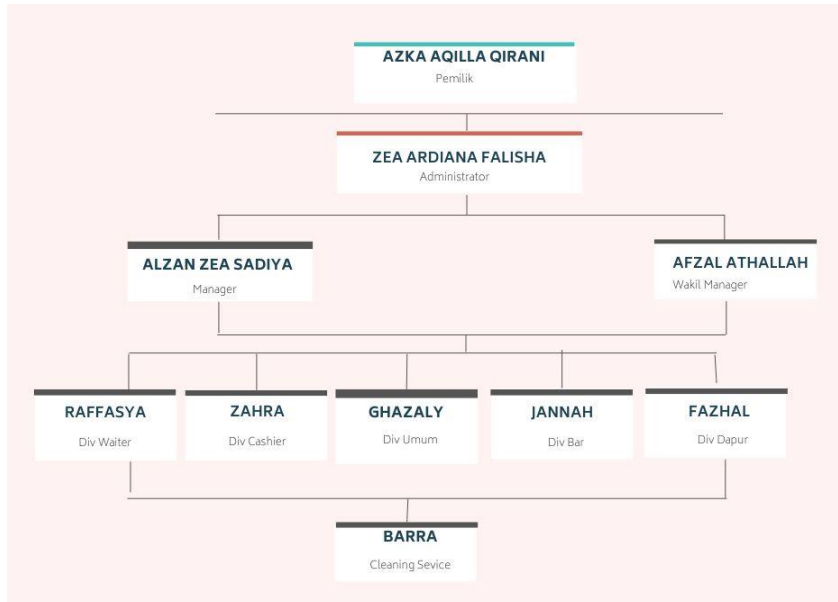 AZKA AQILLA QIRANI
Pemilik
ZEA ARDIANA FALISHA
Administrator
ALZAN ZEA SADIYA
Manager
AFZAL ATHALLAH
Wakil Manager
RAFFASYA
Div Waiter
ZAHRA
Div Cashier
GHAZALY
Div Umum
JANNAH
Div Bar
FAZHAL
Div Dapur
BARRA
Cleaning Sevice